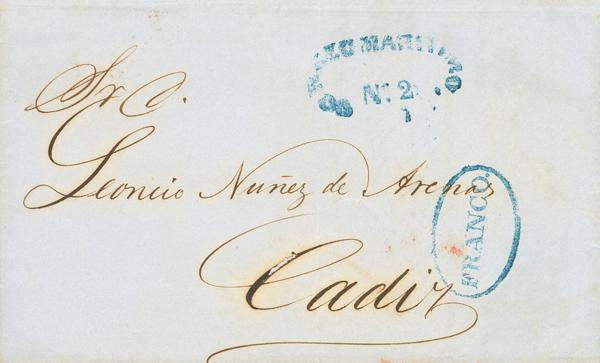 CORREO MARITIMO
Nº. 2
Sr D.
Leoncio Nuñez de Arenas
FRANCO.
Cadiz